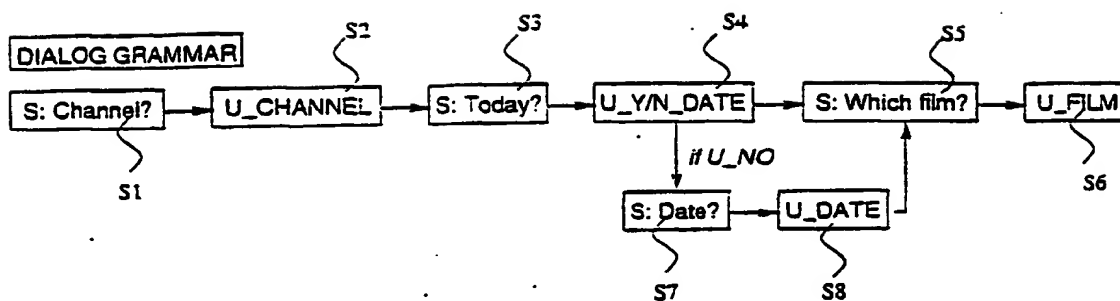 S2 S3 S4 S5
DIALOG GRAMMAR
S: Channel? U_CHANNEL S: Today? U_Y/N_DATE S: Which film? U_FILM
if U_NO
S1 S6
S: Date? U_DATE
S7 S8